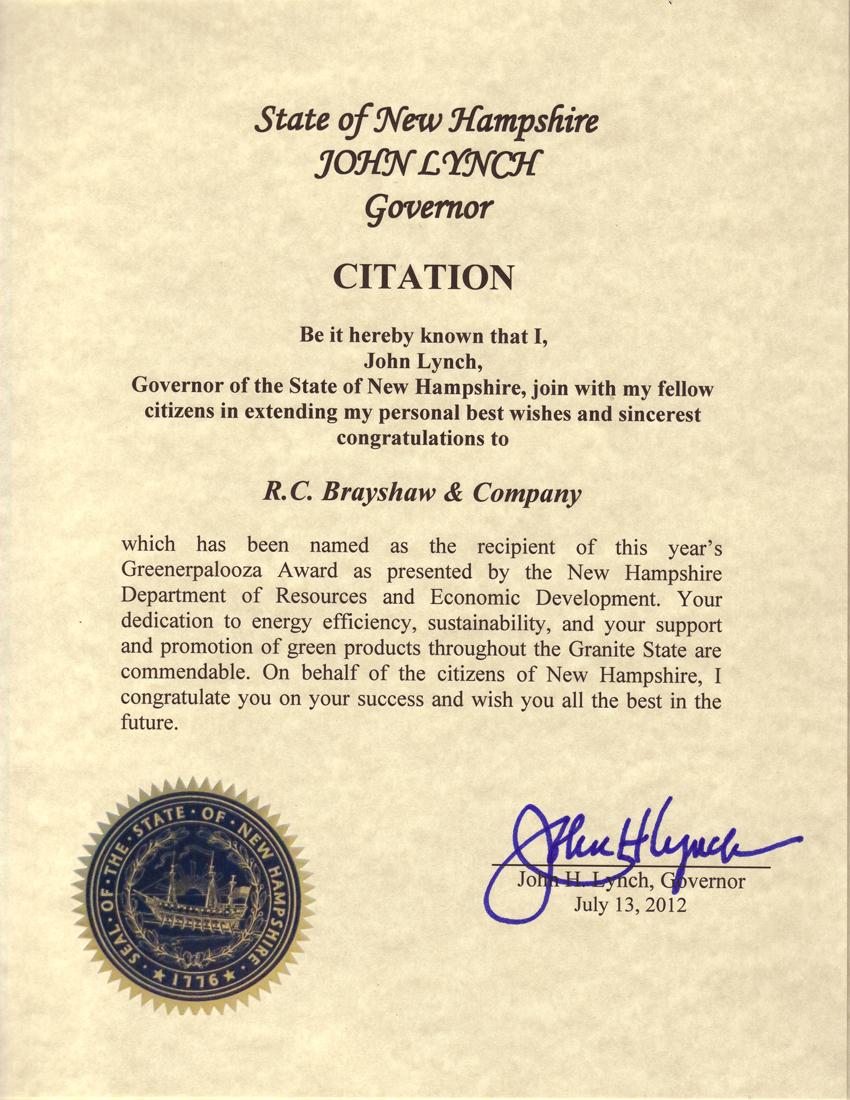 State of New Hampshire
JOHN LYNCH
Governor
CITATION
Be it hereby known that I,
John Lynch,
Governor of the State of New Hampshire, join with my fellow
citizens in extending my personal best wishes and sincerest
congratulations to
R.C. Brayshaw & Company
which has been named as the recipient of this year's
Greenerpalooza Award as presented by the New Hampshire
Department of Resources and Economic Development. Your
dedication to energy efficiency, sustainability, and your support
and promotion of green products throughout the Granite State are
commendable. On behalf of the citizens of New Hampshire, I
congratulate you on your success and wish you all the best in the
future.
SEAL · OF · THE · STATE · OF · NEW HAMPSHIRE ·
★ 1776 ★
John H Lynch
John H. Lynch, Governor
July 13, 2012